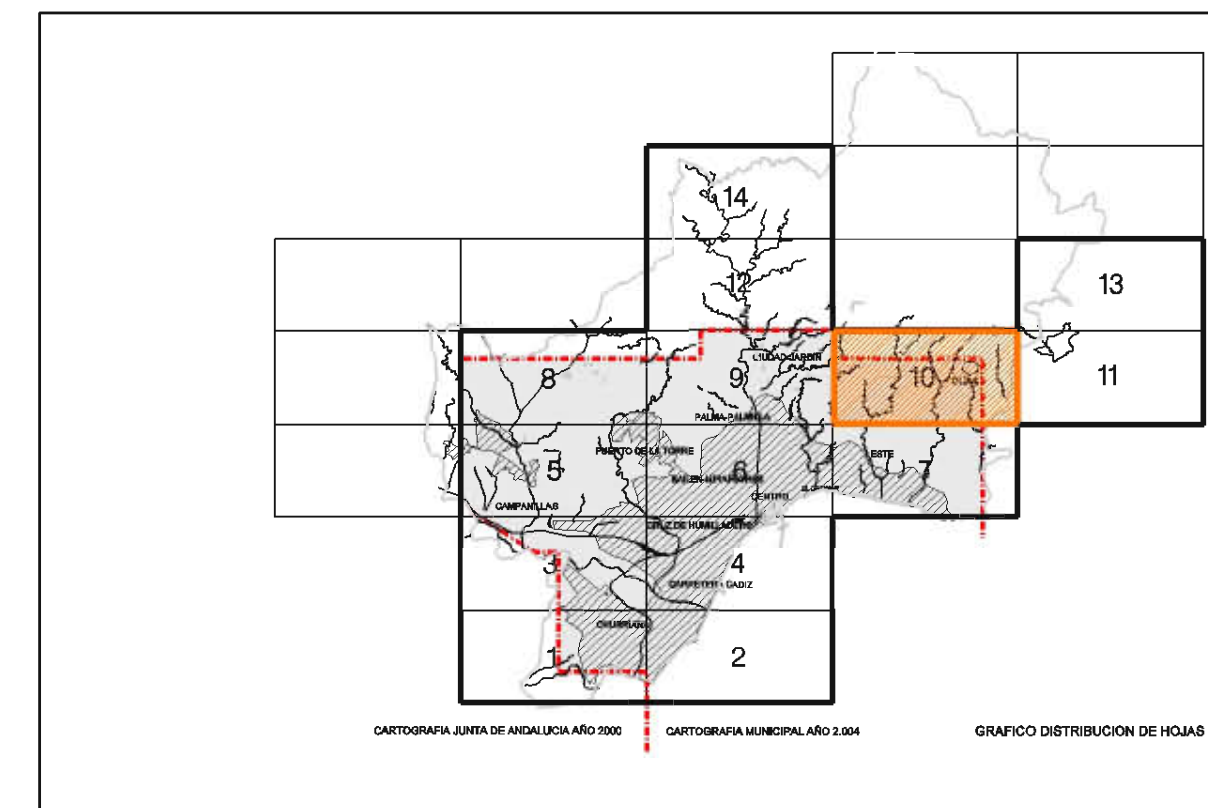 14
12
13
CIUDAD-JARDIN
8
9
10
11
PALMA-PALMILLA
PUERTO DE LA TORRE
ESTE
5
6
7
BAILEN-MIRAFLORES
CENTRO
CAMPANILLAS
CRUZ DE HUMILLADERO
3
4
CHURRIANA
1
2
CARTOGRAFIA JUNTA DE ANDALUCIA AÑO 2000
CARTOGRAFIA MUNICIPAL AÑO 2.004
GRAFICO DISTRIBUCION DE HOJAS